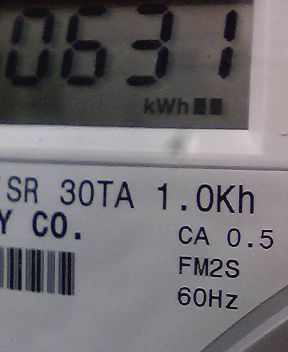 0631
kWh
SR 30TA 1.0Kh
Y CO.
CA 0.5
FM2S
60Hz